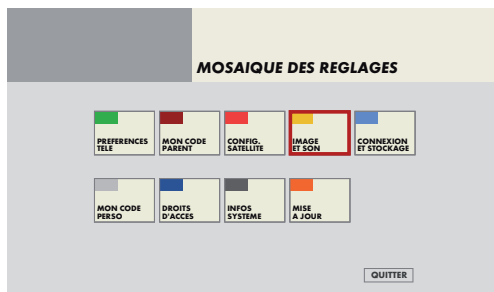 MOSAIQUE DES REGLAGES
PREFERENCES
TELE
MON CODE
PARENT
CONFIG.
SATELLITE
IMAGE
ET SON
CONNEXION
ET STOCKAGE
MON CODE
PERSO
DROITS
D'ACCES
INFOS
SYSTEME
MISE
A JOUR
QUITTER